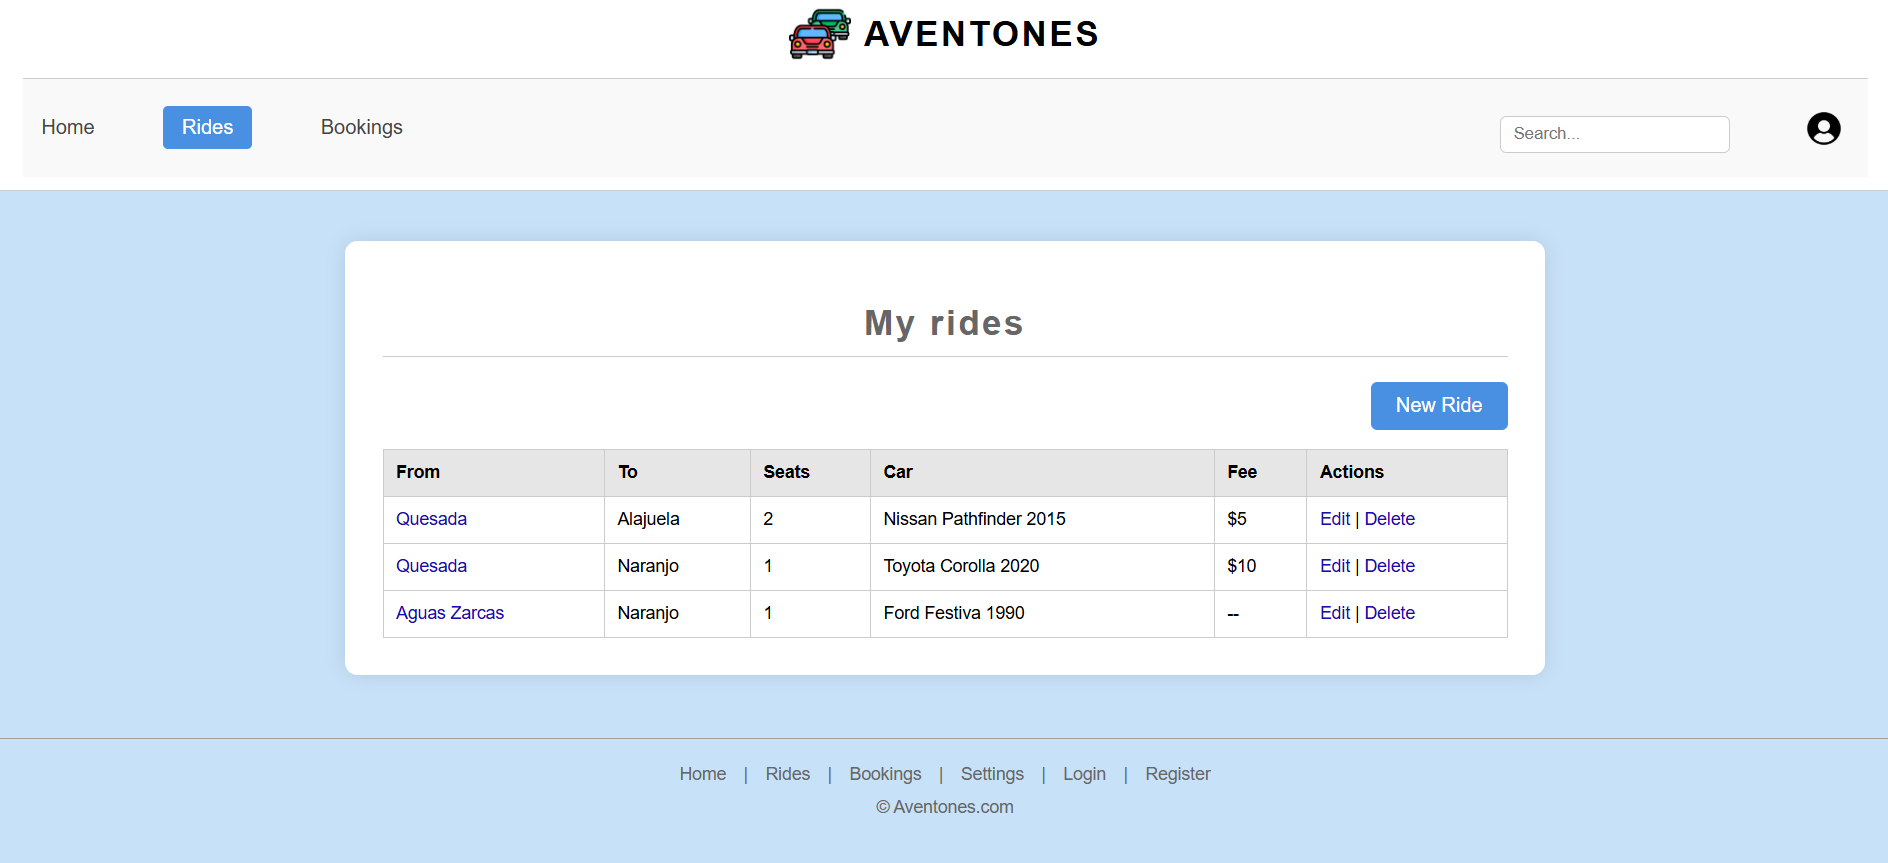 AVENTONES
Home Rides Bookings Search...
My rides
New Ride
From To Seats Car Fee Actions
Quesada Alajuela 2 Nissan Pathfinder 2015 $5 Edit | Delete
Quesada Naranjo 1 Toyota Corolla 2020 $10 Edit | Delete
Aguas Zarcas Naranjo 1 Ford Festiva 1990 -- Edit | Delete
Home | Rides | Bookings | Settings | Login | Register
© Aventones.com